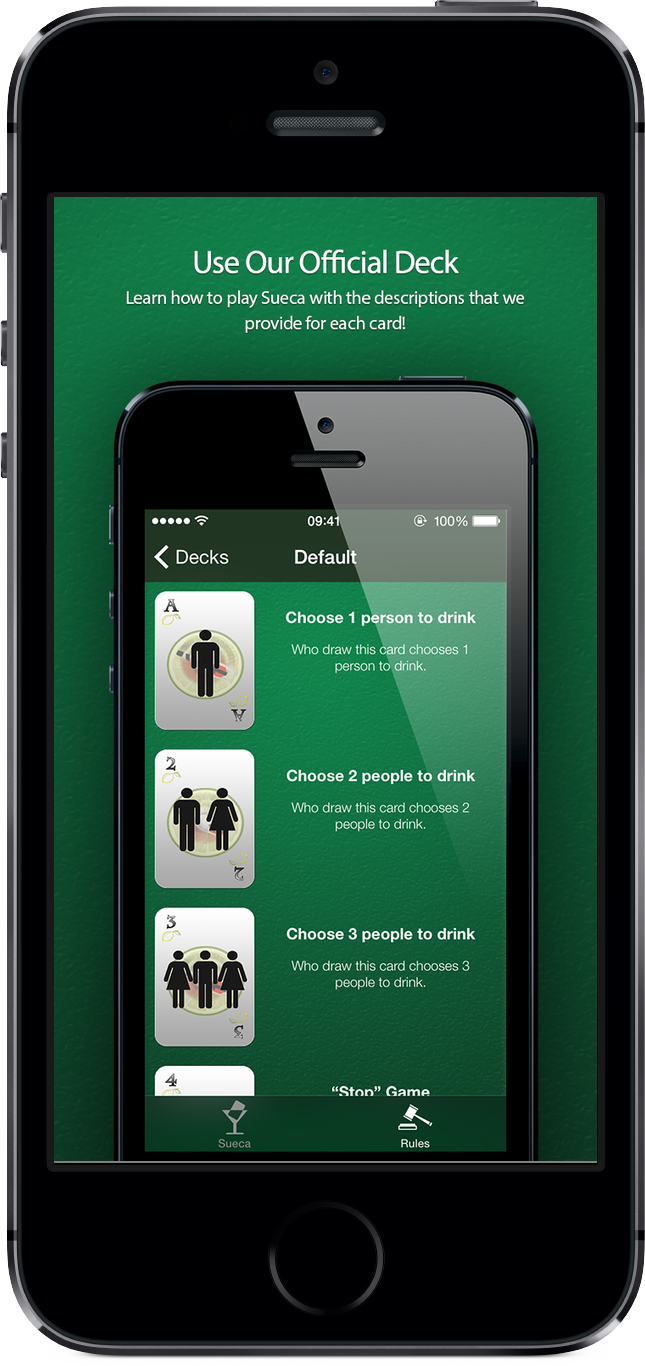 Use Our Official Deck
Learn how to play Sueca with the descriptions that we
provide for each card!
09:41
100%
Decks
Default
A
Choose 1 person to drink
Who draw this card chooses 1
person to drink.
A
2
Choose 2 people to drink
Who draw this card chooses 2
people to drink.
2
3
Choose 3 people to drink
Who draw this card chooses 3
people to drink.
3
4
“Stop” Game
Sueca
Rules